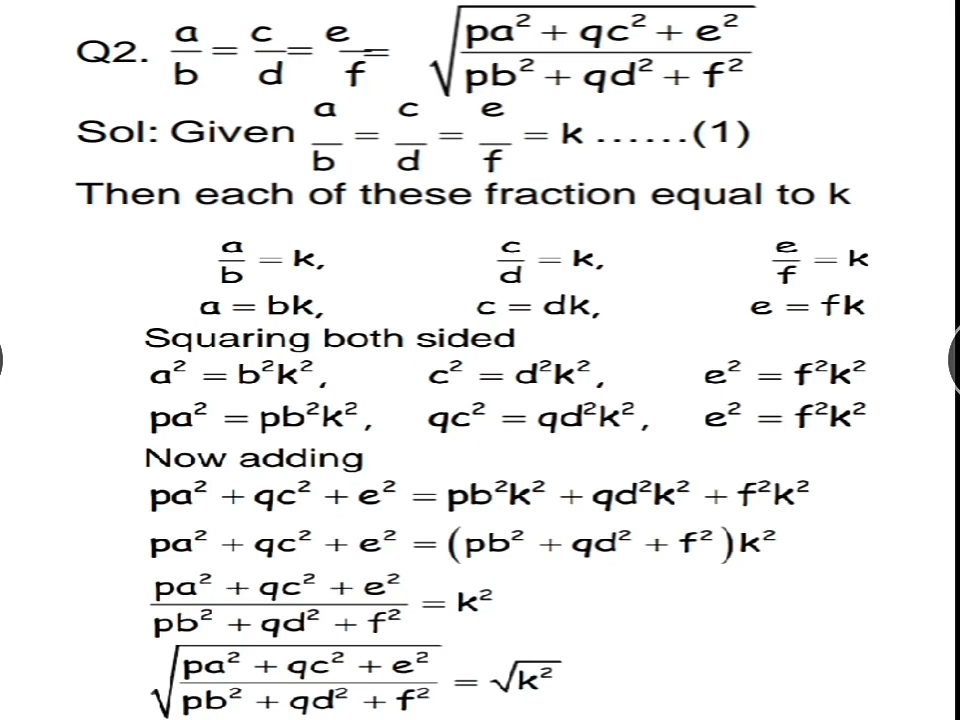 Q2. a/b = c/d = e/f = √((pa² + qc² + e²)/(pb² + qd² + f²))
Sol: Given a/b = c/d = e/f = k ......(1)
Then each of these fraction equal to k
a/b = k, c/d = k, e/f = k
a = bk, c = dk, e = fk
Squaring both sided
a² = b²k², c² = d²k², e² = f²k²
pa² = pb²k², qc² = qd²k², e² = f²k²
Now adding
pa² + qc² + e² = pb²k² + qd²k² + f²k²
pa² + qc² + e² = (pb² + qd² + f²)k²
(pa² + qc² + e²)/(pb² + qd² + f²) = k²
√((pa² + qc² + e²)/(pb² + qd² + f²)) = √k²